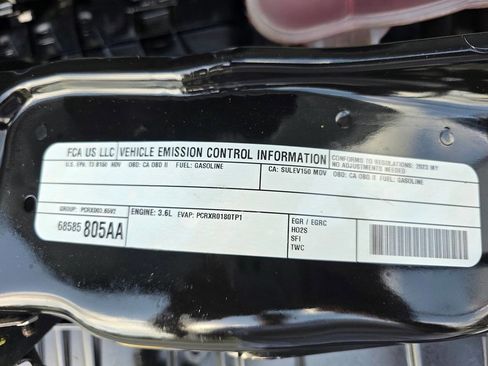 FCA US LLC VEHICLE EMISSION CONTROL INFORMATION
CONFORMS TO REGULATIONS: 2023 MY
NO ADJUSTMENTS NEEDED
U.S. EPA: T3 B150 MDV OBD: CA OBD II FUEL: GASOLINE
CA: SULEV150 MDV OBD: CA OBD II FUEL: GASOLINE
GROUP:
ENGINE: 3.6L EVAP: PCRXR0180TP1
EGR / EGRC
HO2S
SFI
TWC
68585 805AA